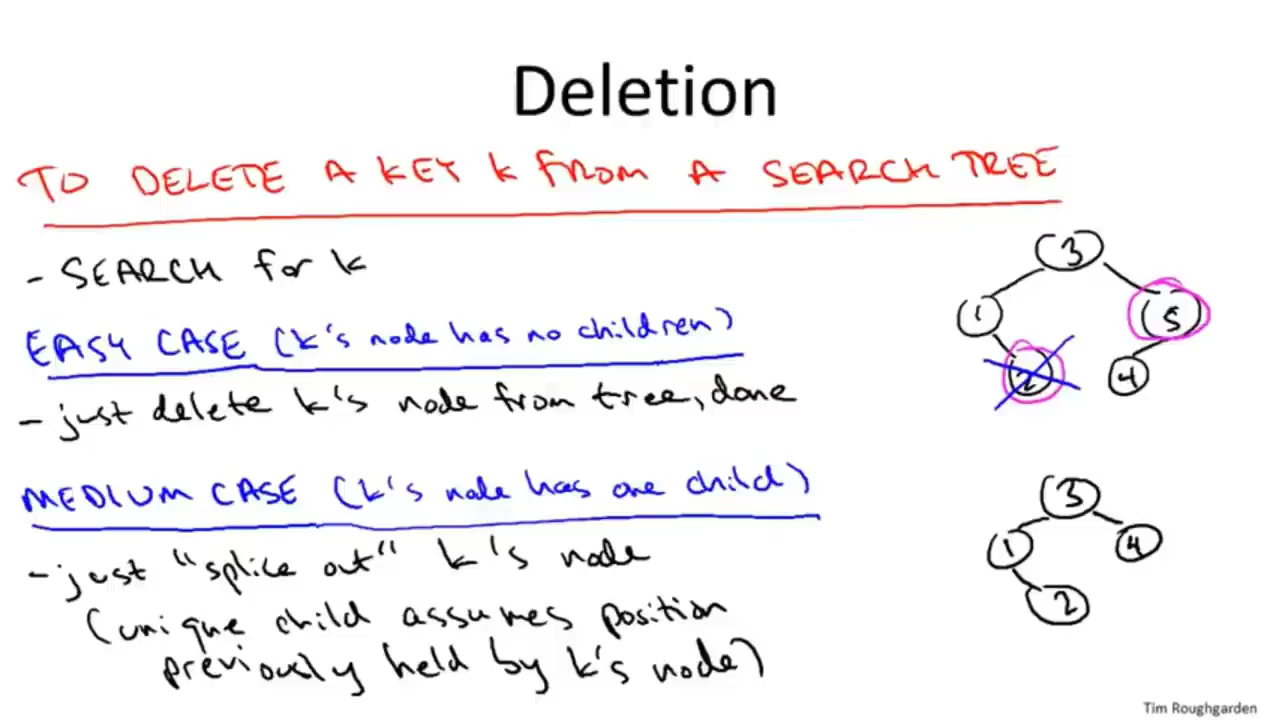 Deletion
TO DELETE A KEY k FROM A SEARCH TREE
- SEARCH for k
EASY CASE (k's node has no children)
- just delete k's node from tree, done
MEDIUM CASE (k's node has one child)
- just "splice out" k's node
(unique child assumes position
previously held by k's node)
3
1
5
2
4
3
1
4
2
Tim Roughgarden